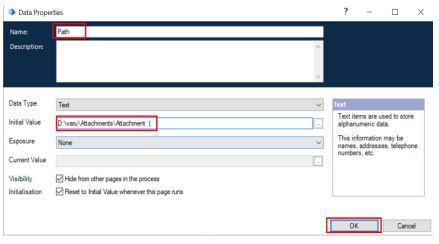 Data Properties
Name:
Path
Description:
Data Type
Text
Initial Value
D:\varu\Attachments\Attachment (
Exposure
None
Current Value
Visibility
Hide from other pages in the process
Initialisation
Reset to Initial Value whenever this page runs
Text
Text items are used to store
alphanumeric data.
This information may be
names, addresses, telephone
numbers, etc.
OK
Cancel